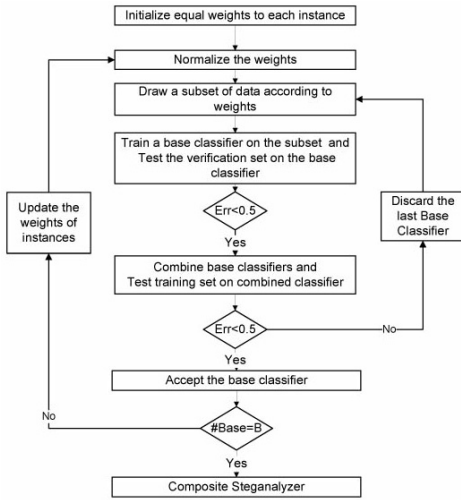 Initialize equal weights to each instance
Normalize the weights
Draw a subset of data according to
weights
Train a base classifier on the subset and
Test the verification set on the base
classifier
Update the
weights of
instances
Discard the
last Base
Classifier
Err<0.5
Yes
Combine base classifiers and
Test training set on combined classifier
Err<0.5
No
Yes
Accept the base classifier
No
#Base=B
Yes
Composite Steganalyzer